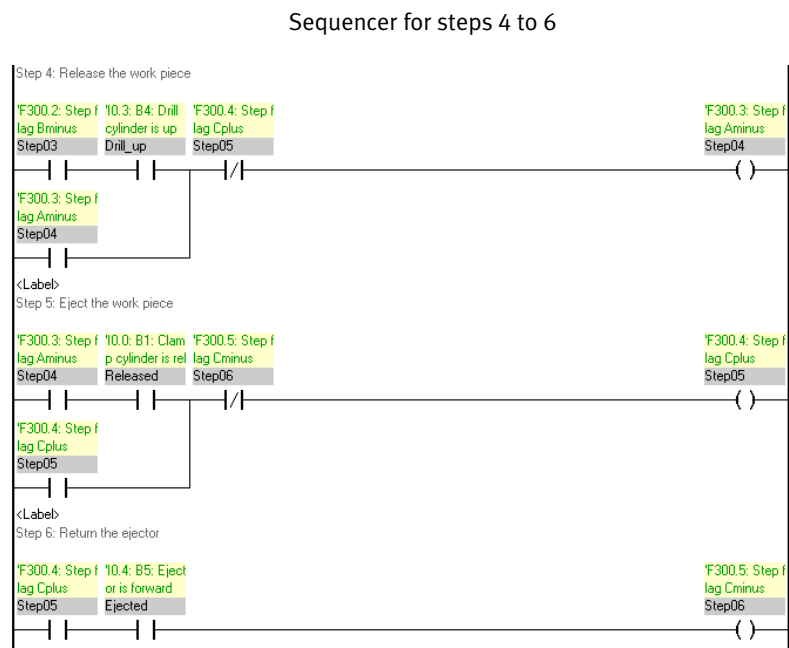 Sequencer for steps 4 to 6
Step 4: Release the work piece
'F300.2: Step f 'I0.3: B4: Drill 'F300.4: Step f 'F300.3: Step f
lag Bminus cylinder is up lag Cplus lag Aminus
Step03 Drill_up Step05 Step04
'F300.3: Step f
lag Aminus
Step04
<Label>
Step 5: Eject the work piece
'F300.3: Step f 'I0.0: B1: Clam 'F300.5: Step f 'F300.4: Step f
lag Aminus p cylinder is rel lag Cminus lag Cplus
Step04 Released Step06 Step05
'F300.4: Step f
lag Cplus
Step05
<Label>
Step 6: Return the ejector
'F300.4: Step f 'I0.4: B5: Eject 'F300.5: Step f
lag Cplus or is forward lag Cminus
Step05 Ejected Step06